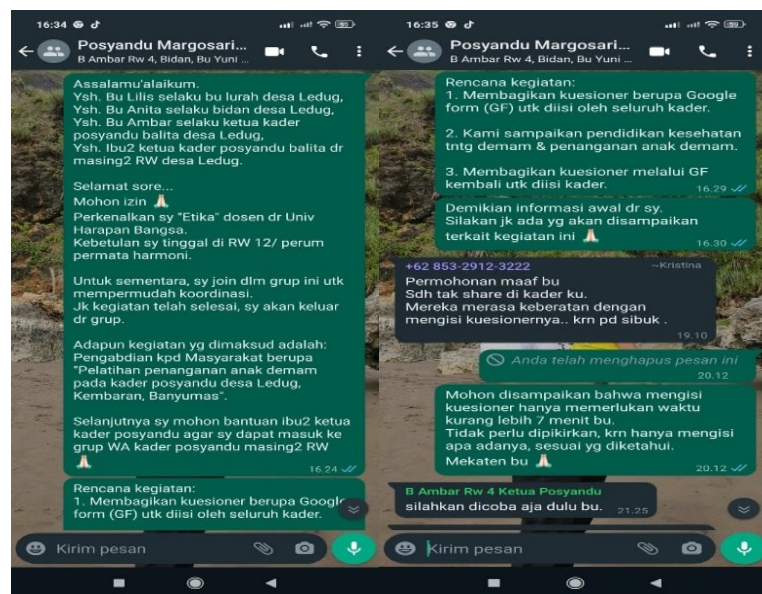 16:34
Posyandu Margosari...
B Ambar Rw 4, Bidan, Bu Yuni ...
Assalamu'alaikum.
Ysh. Bu Lilis selaku bu lurah desa Ledug,
Ysh. Bu Anita selaku bidan desa Ledug,
Ysh. Bu Ambar selaku ketua kader
posyandu balita desa Ledug,
Ysh. Ibu2 ketua kader posyandu balita dr
masing2 RW desa Ledug.
Selamat sore...
Mohon izin 🙏🏻
Perkenalkan sy "Etika" dosen dr Univ
Harapan Bangsa.
Kebetulan sy tinggal di RW 12/ perum
permata harmoni.
Untuk sementara, sy join dlm grup ini utk
mempermudah koordinasi.
Jk kegiatan telah selesai, sy akan keluar
dr grup.
Adapun kegiatan yg dimaksud adalah:
Pengabdian kpd Masyarakat berupa
"Pelatihan penanganan anak demam
pada kader posyandu desa Ledug,
Kembaran, Banyumas".
Selanjutnya sy mohon bantuan ibu2 ketua
kader posyandu agar sy dapat masuk ke
grup WA kader posyandu masing2 RW
🙏🏻
16.24
Rencana kegiatan:
1. Membagikan kuesioner berupa Google
form (GF) utk diisi oleh seluruh kader.
Kirim pesan
16:35
Posyandu Margosari...
B Ambar Rw 4, Bidan, Bu Yuni ...
Rencana kegiatan:
1. Membagikan kuesioner berupa Google
form (GF) utk diisi oleh seluruh kader.
2. Kami sampaikan pendidikan kesehatan
tntg demam & penanganan anak demam.
3. Membagikan kuesioner melalui GF
kembali utk diisi kader.
16.29
Demikian informasi awal dr sy.
Silakan jk ada yg akan disampaikan
terkait kegiatan ini 🙏🏻
16.30
+62 853-2912-3222 ~Kristina
Permohonan maaf bu
Sdh tak share di kader ku.
Mereka merasa keberatan dengan
mengisi kuesionernya.. krn pd sibuk .
19.10
Anda telah menghapus pesan ini
20.12
Mohon disampaikan bahwa mengisi
kuesioner hanya memerlukan waktu
kurang lebih 7 menit bu.
Tidak perlu dipikirkan, krn hanya mengisi
apa adanya, sesuai yg diketahui.
Mekaten bu 🙏🏻
20.12
B Ambar Rw 4 Ketua Posyandu
silahkan dicoba aja dulu bu. 21.25
Kirim pesan